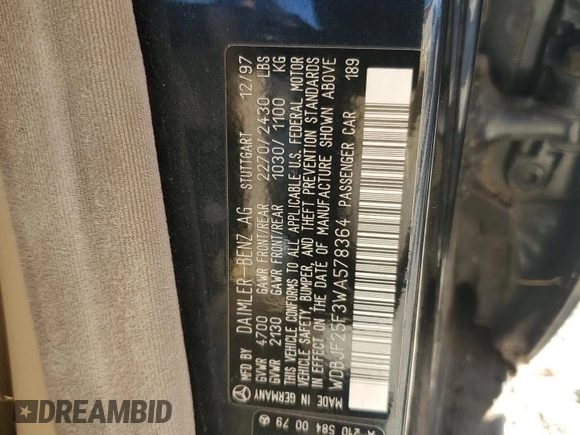 MFD BY DAIMLER-BENZ AG STUTTGART 12/97
GVWR 4700 GAWR FRONT/REAR 2270/2430 LBS
GVWR 2130 GAWR FRONT/REAR 1030/1100 KG
THIS VEHICLE CONFORMS TO ALL APPLICABLE U.S. FEDERAL MOTOR
VEHICLE SAFETY, BUMPER, AND THEFT PREVENTION STANDARDS
IN EFFECT ON THE DATE OF MANUFACTURE SHOWN ABOVE
WDBJF25F3WA578364 PASSENGER CAR 189
MADE IN GERMANY
A 210 584 00 79
DREAMBID